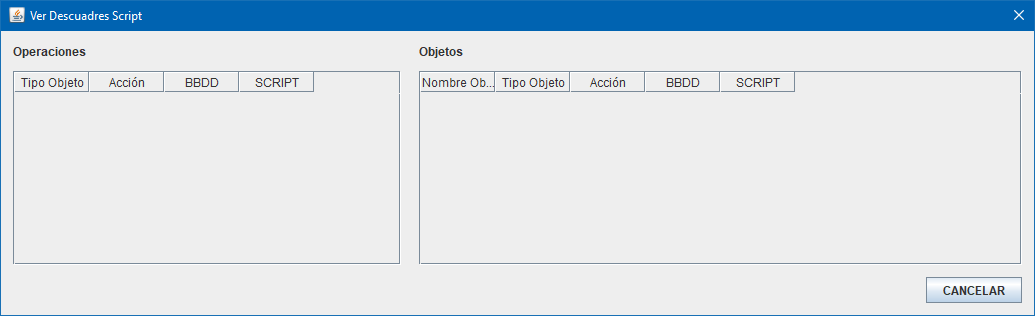 Ver Descuadres Script
Operaciones
Objetos
Tipo Objeto Acción BBDD SCRIPT
Nombre Ob... Tipo Objeto Acción BBDD SCRIPT
CANCELAR